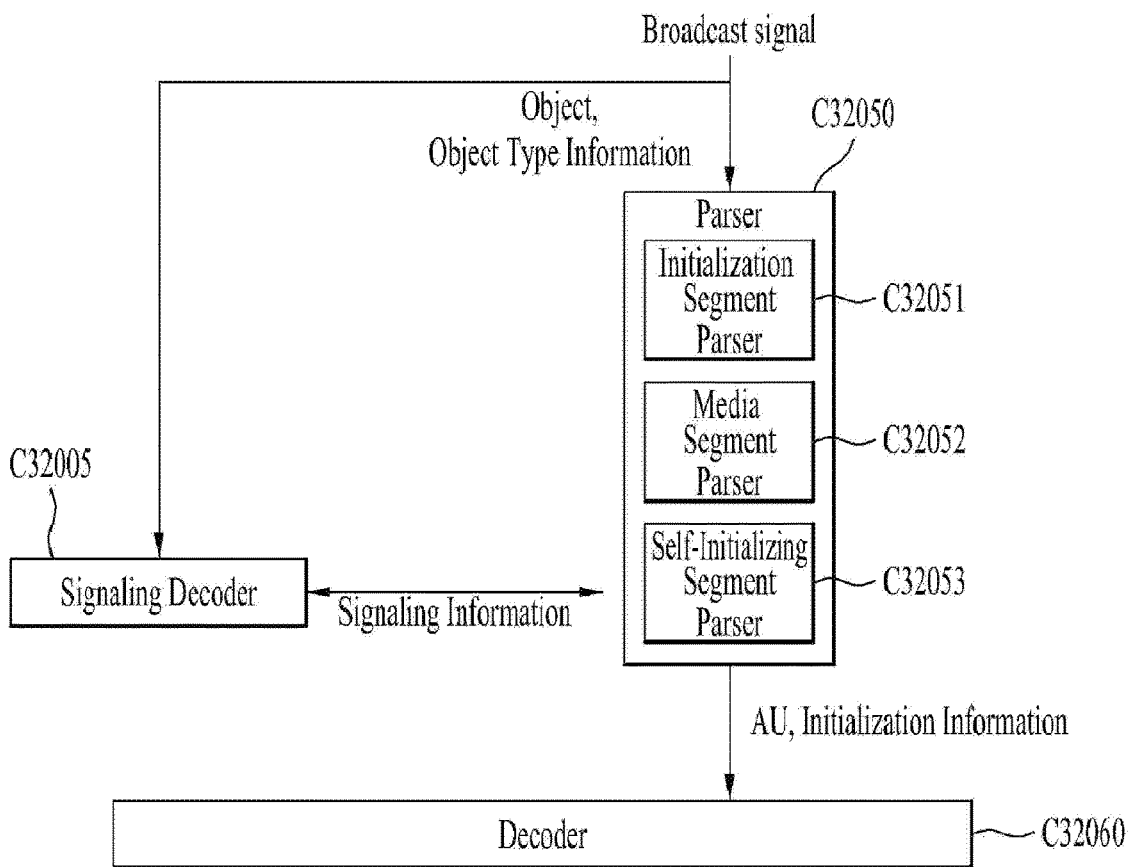 Broadcast signal
Object,
Object Type Information
C32050
Parser
Initialization
Segment
Parser
C32051
Media
Segment
Parser
C32052
C32005
Self-Initializing
Segment
Parser
C32053
Signaling Decoder
Signaling Information
AU, Initialization Information
Decoder
C32060